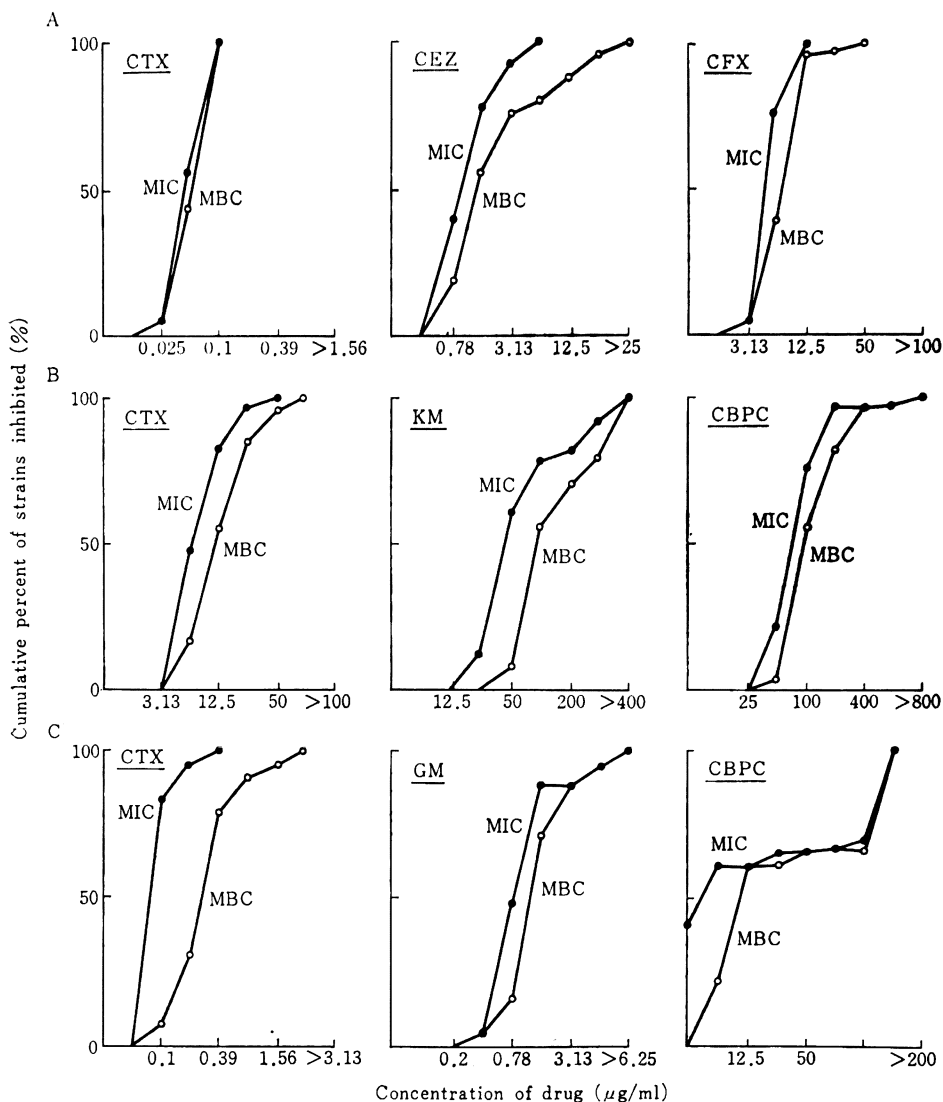 A
100
50
0
CTX
MIC
MBC
0.025 0.1 0.39 >1.56
CEZ
MIC
MBC
0.78 3.13 12.5 >25
CFX
MIC
MBC
3.13 12.5 50 >100
B
100
50
0
CTX
MIC
MBC
3.13 12.5 50 >100
KM
MIC
MBC
12.5 50 200 >400
CBPC
MIC
MBC
25 100 400 >800
C
100
50
0
CTX
MIC
MBC
0.1 0.39 1.56 >3.13
GM
MIC
MBC
0.2 0.78 3.13 >6.25
CBPC
MIC
MBC
12.5 50 >200
Cumulative percent of strains inhibited (%)
Concentration of drug (μg/ml)